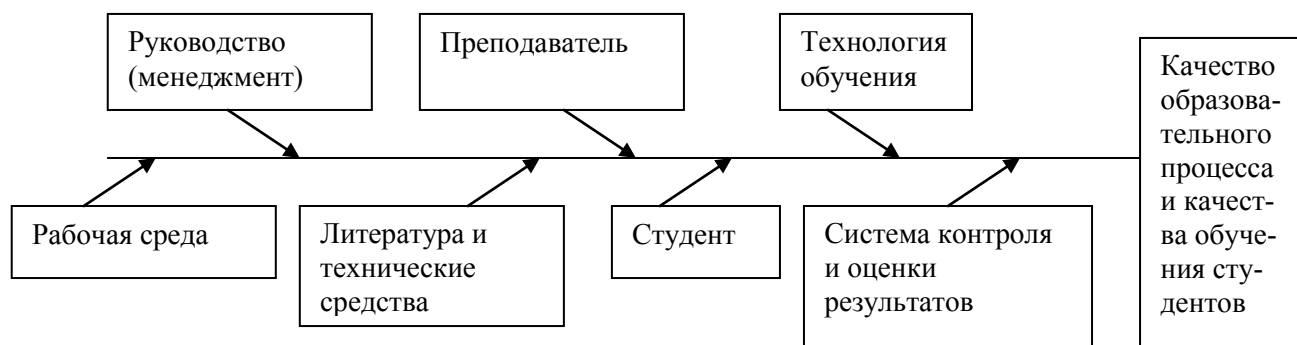 Руководство
(менеджмент)
Преподаватель
Технология
обучения
Качество
образова-
тельного
процесса
и качест-
ва обуче-
ния сту-
дентов
Рабочая среда
Литература и
технические
средства
Студент
Система контроля
и оценки
результатов